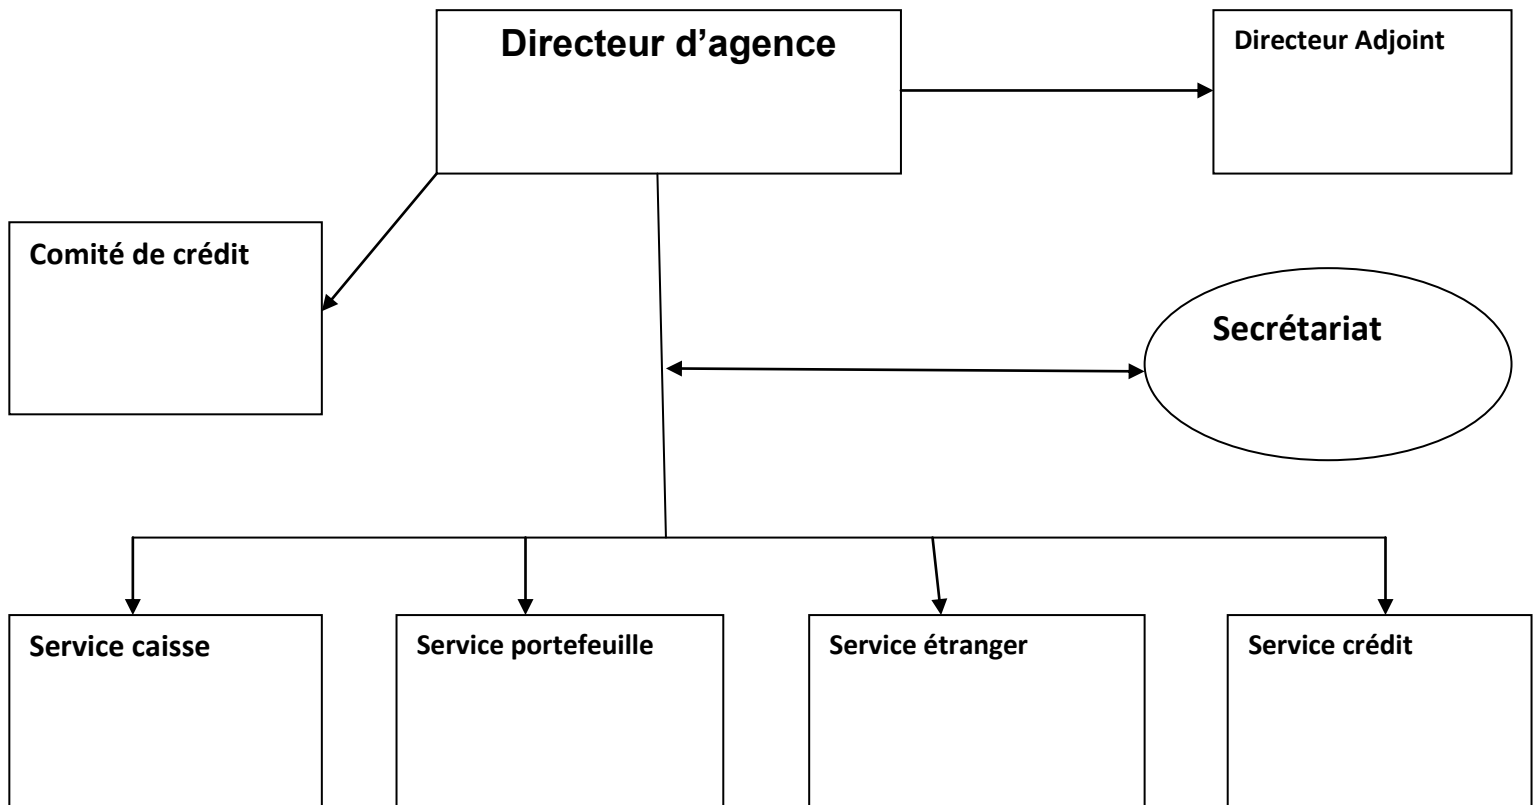 Directeur d’agence
Directeur Adjoint
Comité de crédit
Secrétariat
Service caisse
Service portefeuille
Service étranger
Service crédit